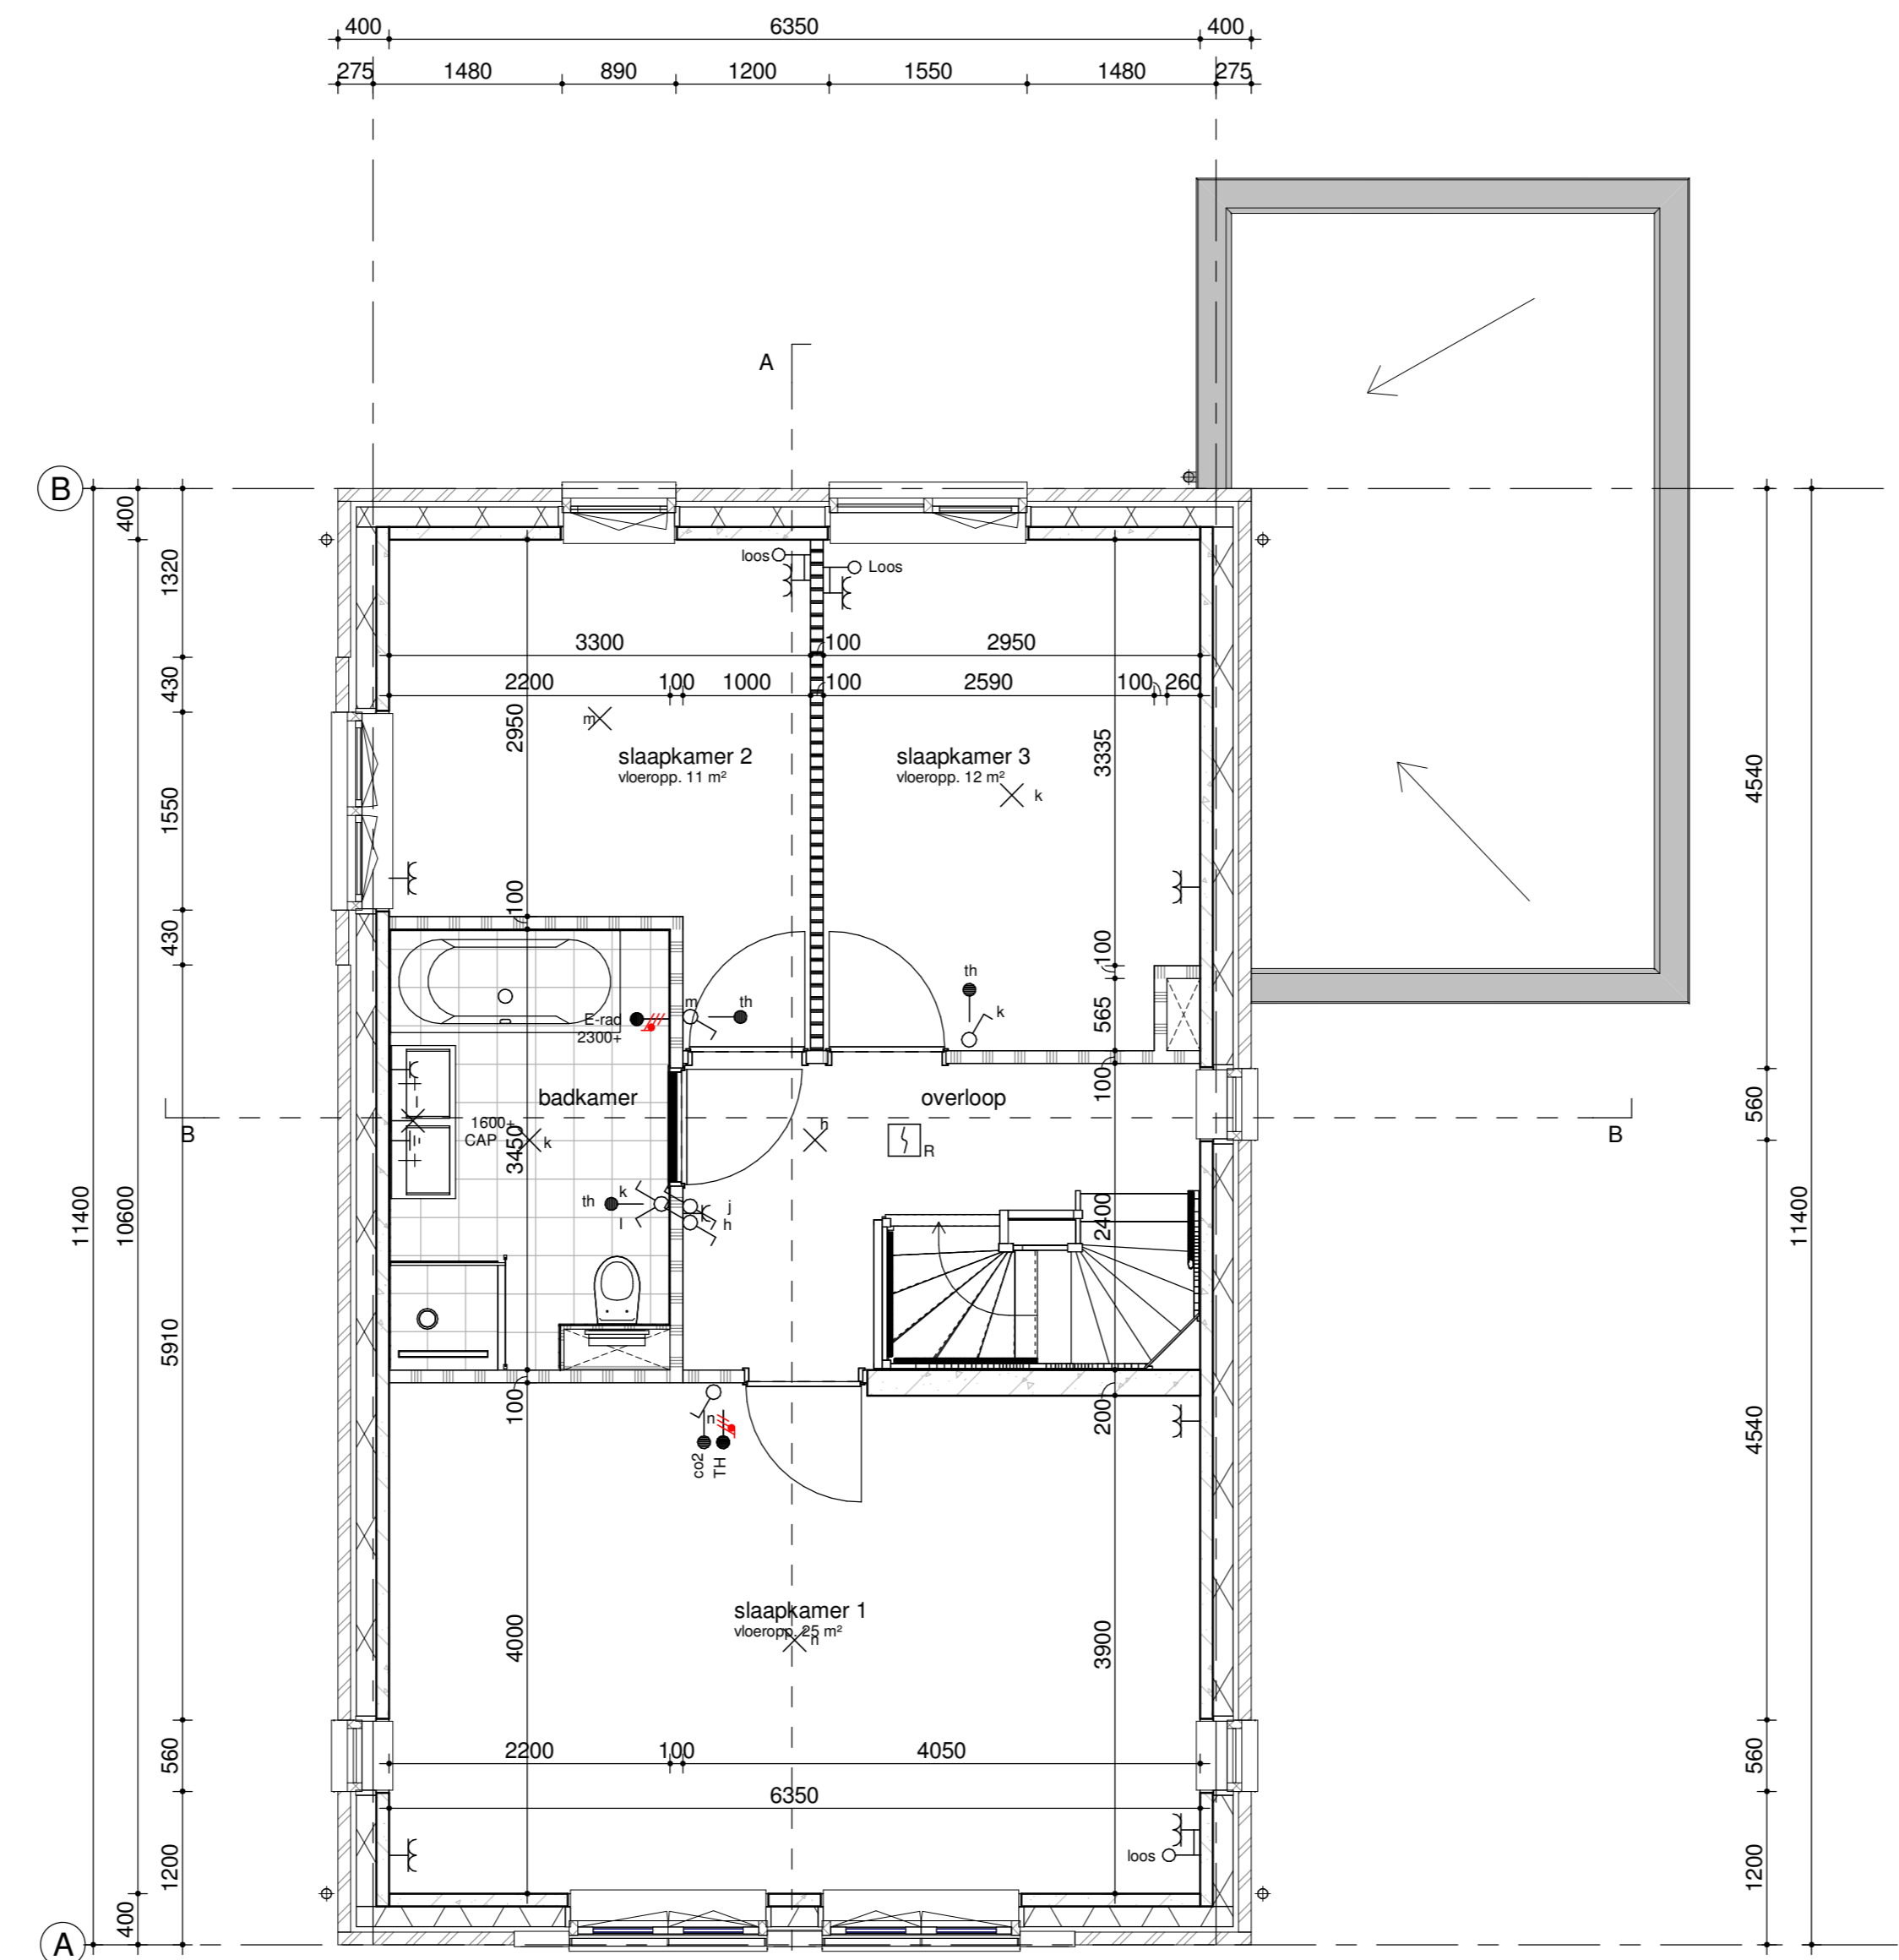 400 6350 400
275 1480 890 1200 1550 1480 275
A
B
400
1320
430
1550
430
5910
560
1200
400
10600
11400
loos
Loos
3300 100 2950
2200 100 1000 100 2590 100 260
m
2950
slaapkamer 2
vloeropp. 11 m²
slaapkamer 3
vloeropp. 12 m²
k
3335
4540
100
100
565
th
k
m
th
E-rad
2300+
badkamer
overloop
100
560
B
B
1600+
CAP
k
3450
h
R
11400
th
k
l
j
h
2400
100
200
n
co2
TH
4540
slaapkamer 1
vloeropp. 25 m²
n
4000
3900
2200 100 4050
560
6350
loos
1200
A